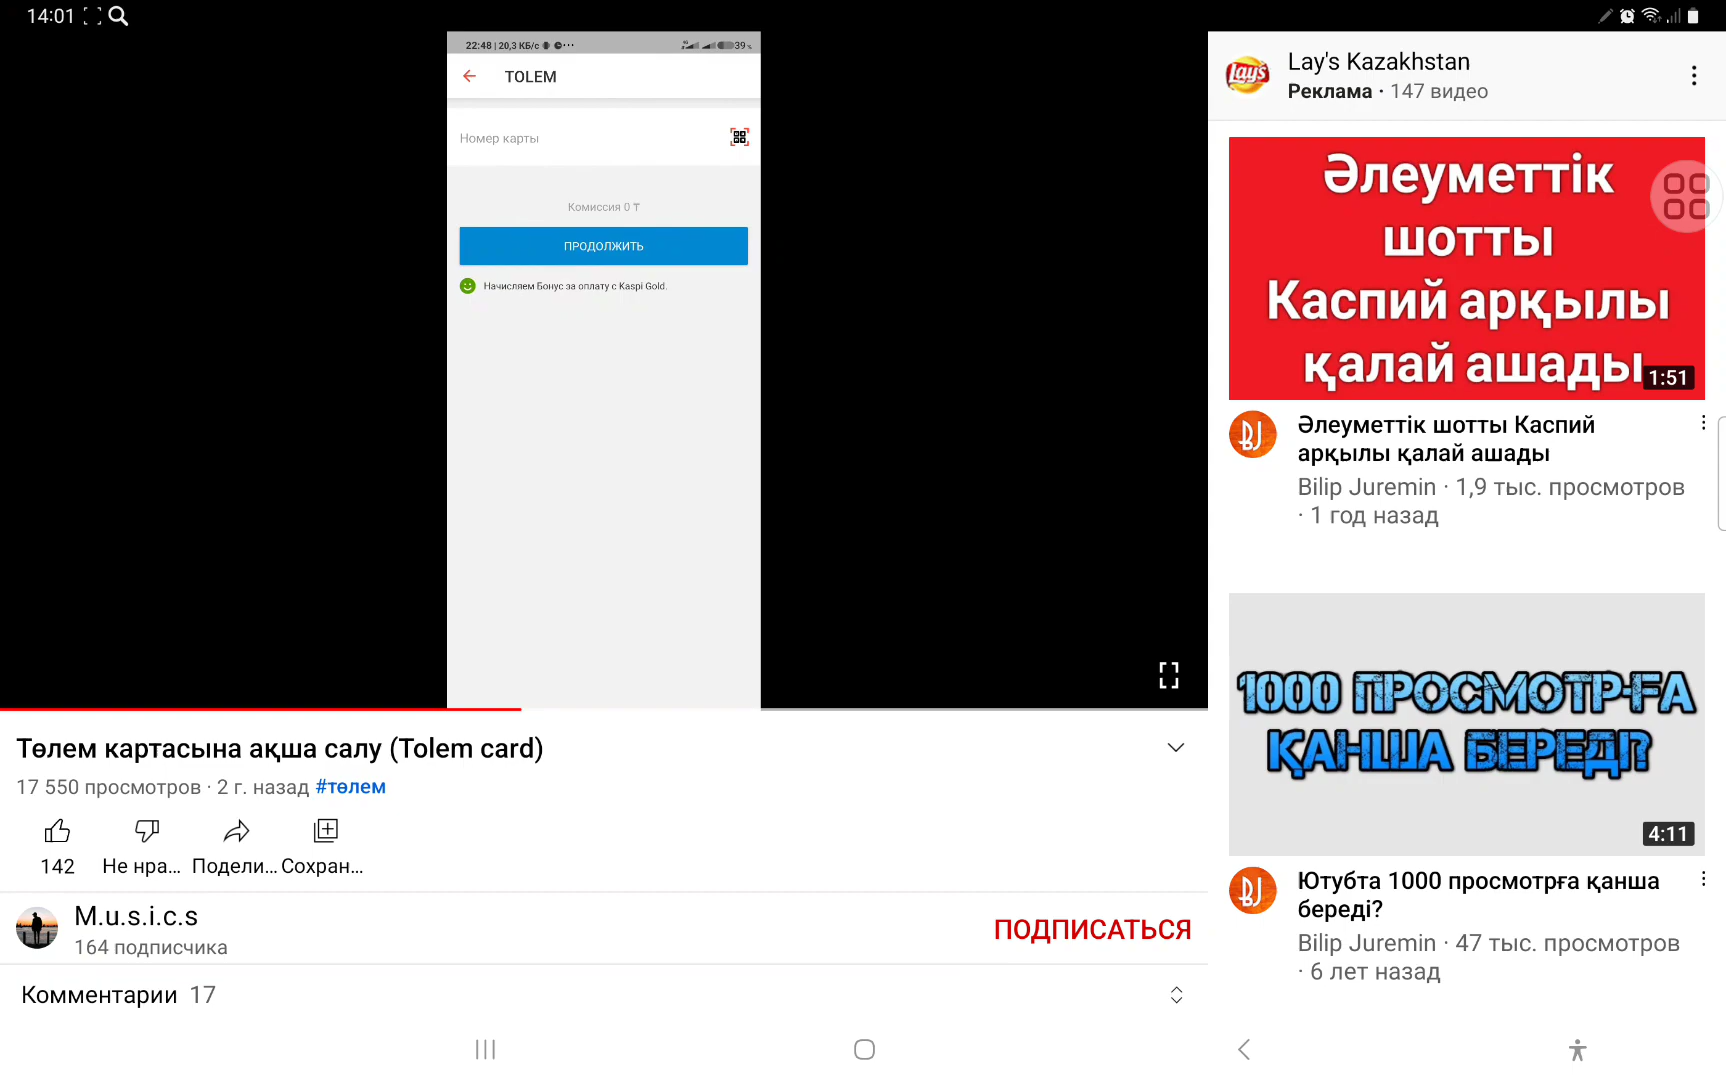 14:01
22:48 | 20,3 КБ/с
39
TOLEM
Номер карты
Комиссия 0 ₸
ПРОДОЛЖИТЬ
Начисляем Бонус за оплату с Kaspi Gold.
Төлем картасына ақша салу (Tolem card)
17 550 просмотров · 2 г. назад #төлем
142 Не нра... Подели... Сохран...
M.u.s.i.c.s
164 подписчика
ПОДПИСАТЬСЯ
Комментарии 17
Lay's
Lay's Kazakhstan
Реклама · 147 видео
Әлеуметтік
шотты
Каспий арқылы
қалай ашады
1:51
BJ
Әлеуметтік шотты Каспий
арқылы қалай ашады
Bilip Juremin · 1,9 тыс. просмотров
· 1 год назад
1000 ПРОСМОТР-ҒА
ҚАНША БЕРЕДІ?
4:11
BJ
Ютубта 1000 просмотрға қанша
береді?
Bilip Juremin · 47 тыс. просмотров
· 6 лет назад